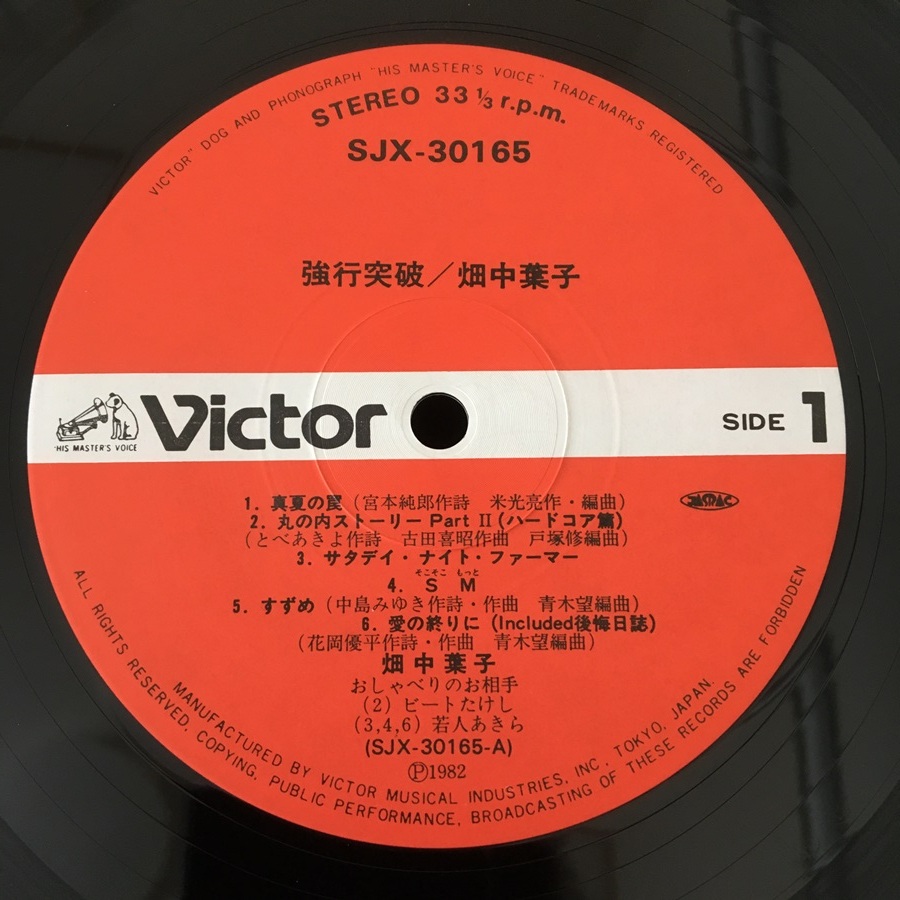 "VICTOR" DOG AND PHONOGRAPH "HIS MASTER'S VOICE" TRADEMARKS REGISTERED
STEREO 33 1/3 r.p.m.
SJX-30165
強行突破／畑中葉子
"HIS MASTER'S VOICE
Victor
SIDE 1
1. 真夏の罠（宮本純郎作詩　米光亮作・編曲）
JASRAC
2. 丸の内ストーリー Part II（ハードコア篇）
（とべあきよ作詩　古田喜昭作曲　戸塚修編曲）
3. サタデイ・ナイト・ファーマー
そこそこ もっと
4. S M
5. すずめ（中島みゆき作詩・作曲　青木望編曲）
6. 愛の終りに（Included後悔日誌）
（花岡優平作詩・作曲　青木望編曲）
畑中葉子
おしゃべりのお相手
（2）ビートたけし
（3,4,6）若人あきら
(SJX-30165-A)
Ⓟ1982
MANUFACTURED BY VICTOR MUSICAL INDUSTRIES, INC. TOKYO, JAPAN.
ALL RIGHTS RESERVED. COPYING, PUBLIC PERFORMANCE, BROADCASTING OF THESE RECORDS ARE FORBIDDEN